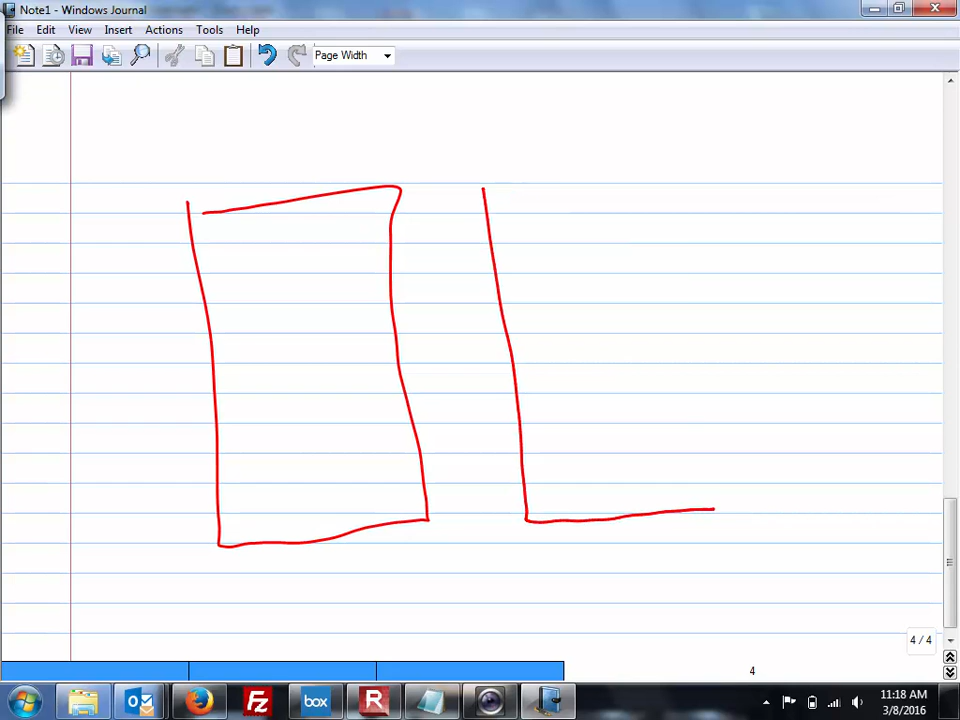 Note1 - Windows Journal
File Edit View Insert Actions Tools Help
Page Width
4 / 4
4
box
R
11:18 AM
3/8/2016